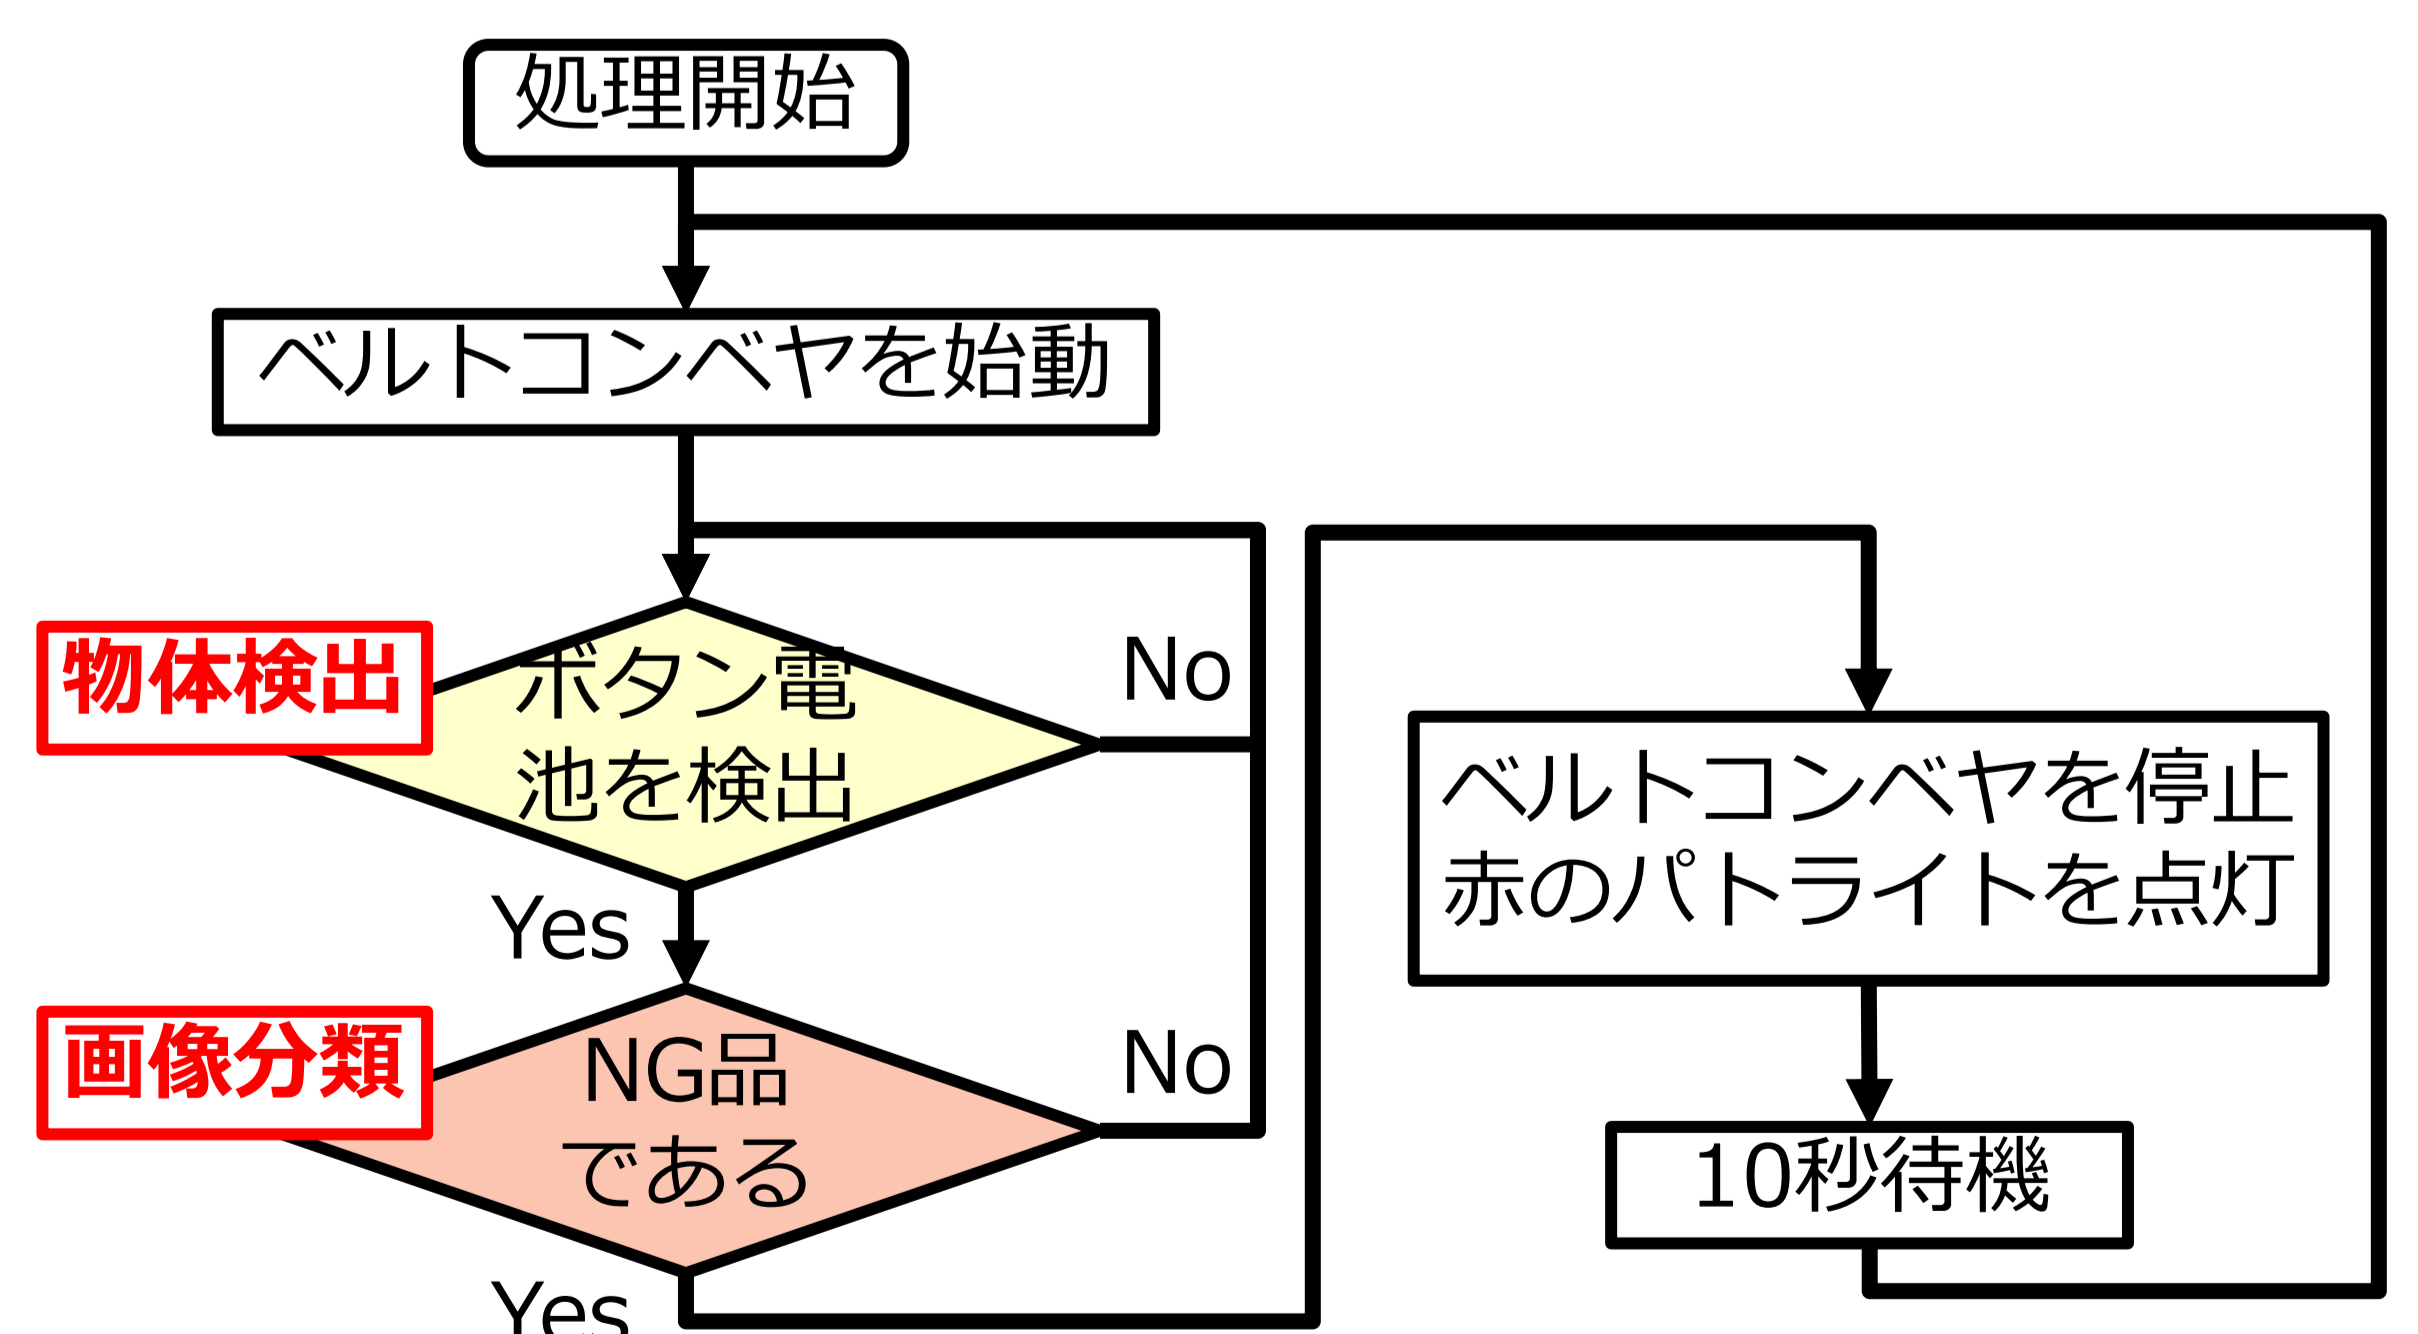 処理開始
ベルトコンベヤを始動
物体検出
ボタン電
池を検出
No
Yes
画像分類
NG品
である
No
Yes
ベルトコンベヤを停止
赤のパトライトを点灯
10秒待機